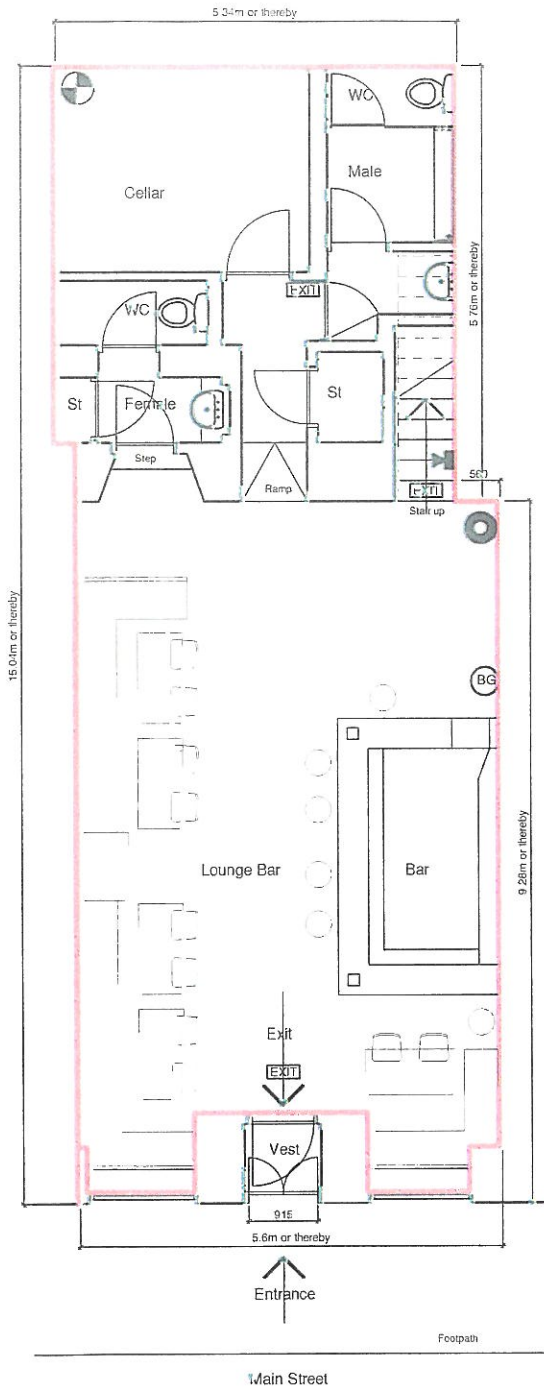 5.34m or thereby
WC
Male
Cellar
5.76m or thereby
EXIT
WC
St
St
Female
Step
Ramp
EXIT
Stair up
560
15.04m or thereby
BG
Lounge Bar
Bar
9.28m or thereby
Exit
EXIT
Vest
915
5.6m or thereby
Entrance
Footpath
Main Street